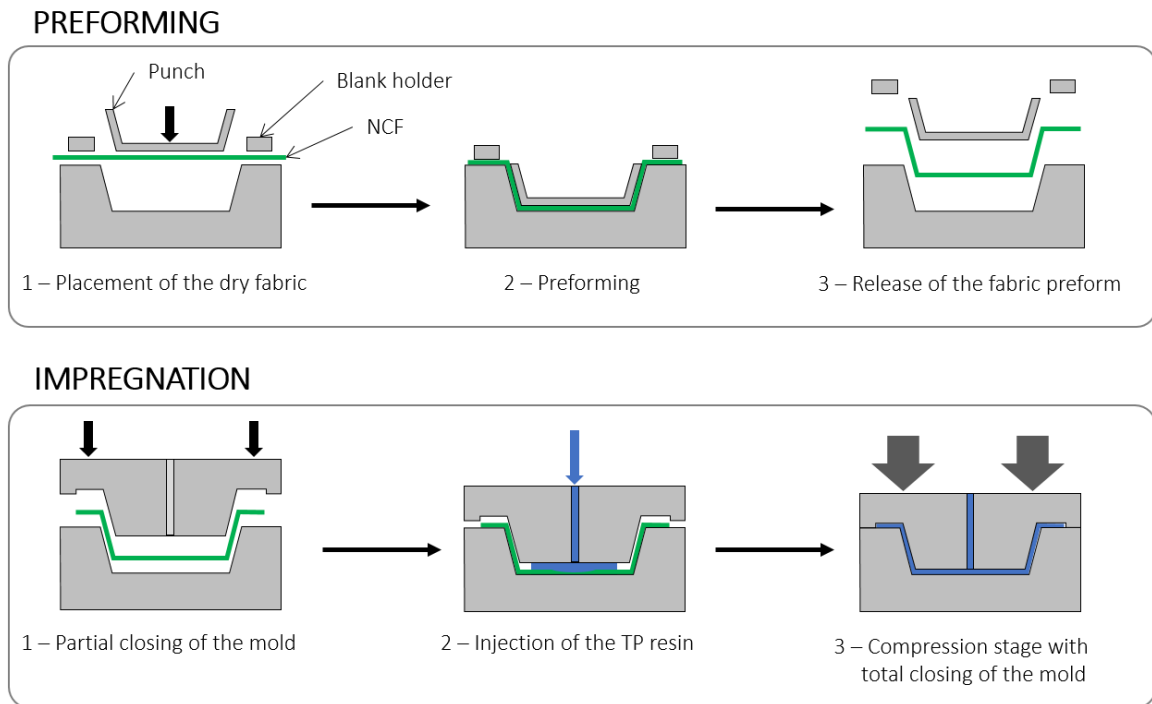 PREFORMING
Punch
Blank holder
NCF
1 – Placement of the dry fabric
2 – Preforming
3 – Release of the fabric preform
IMPREGNATION
1 – Partial closing of the mold
2 – Injection of the TP resin
3 – Compression stage with
total closing of the mold